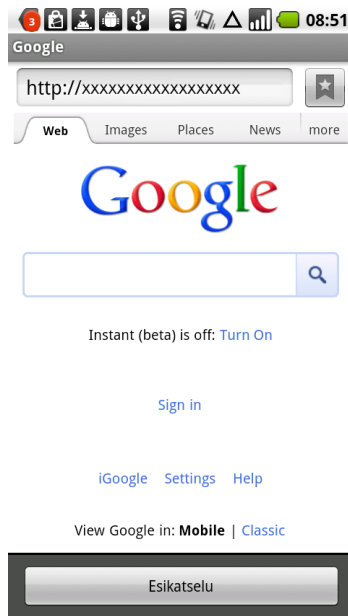 3 08:51
Google
http://xxxxxxxxxxxxxxxxxx
Web Images Places News more
Google
Instant (beta) is off: Turn On
Sign in
iGoogle Settings Help
View Google in: Mobile | Classic
Esikatselu